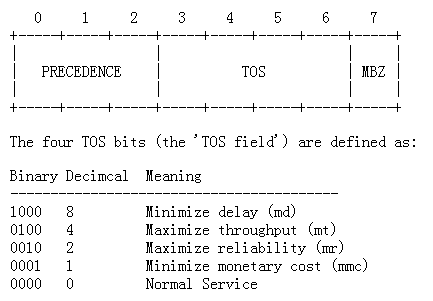 0 1 2 3 4 5 6 7
+-----+-----+-----+-----+-----+-----+-----+-----+
| PRECEDENCE | TOS | MBZ |
+-----+-----+-----+-----+-----+-----+-----+-----+
The four TOS bits (the 'TOS field') are defined as:
Binary Decimcal Meaning
-----------------------------------------
1000 8 Minimize delay (md)
0100 4 Maximize throughput (mt)
0010 2 Maximize reliability (mr)
0001 1 Minimize monetary cost (mmc)
0000 0 Normal Service